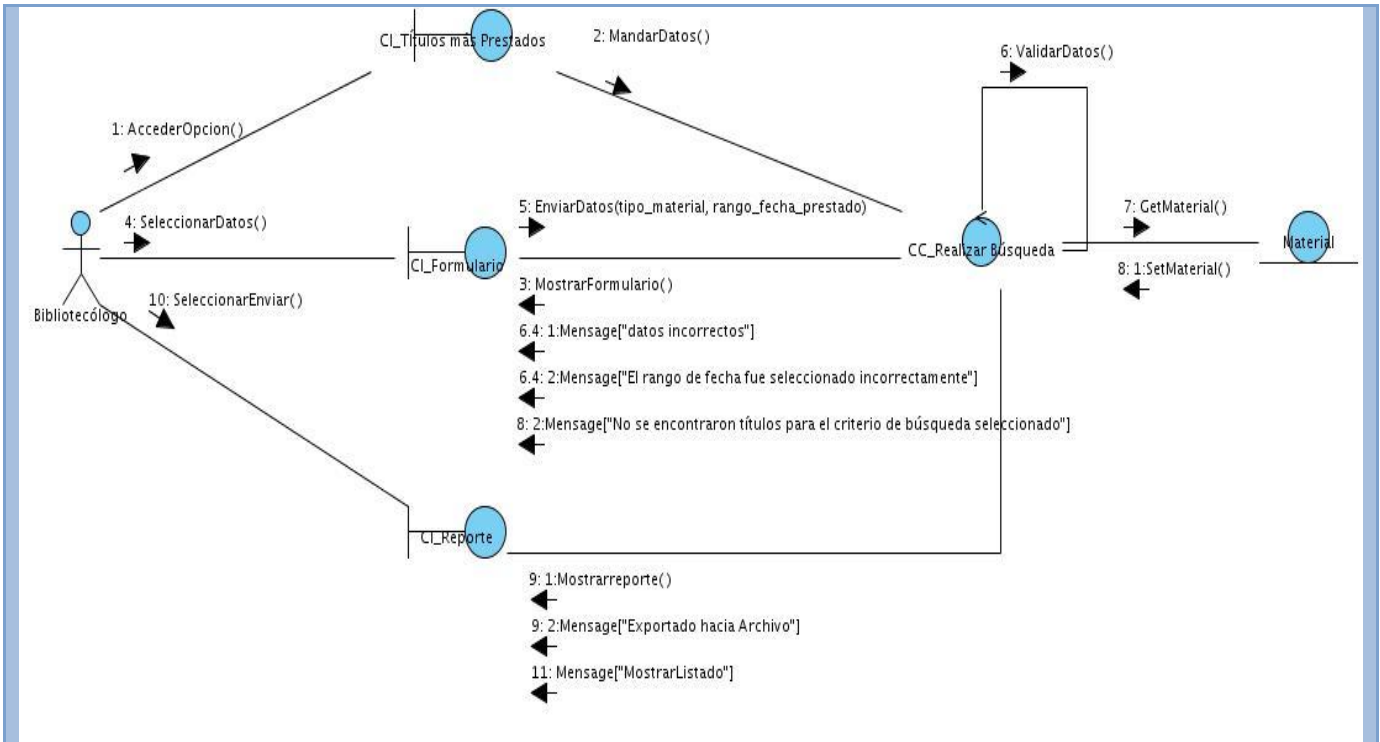 CI_Títulos más Prestados
2: MandarDatos()
6: ValidarDatos()
1: AccederOpcion()
4: SeleccionarDatos()
5: EnviarDatos(tipo_material, rango_fecha_prestado)
7: GetMaterial()
CI_Formulario
CC_Realizar Búsqueda
Material
8: 1:SetMaterial()
3: MostrarFormulario()
10: SeleccionarEnviar()
Bibliotecólogo
6.4: 1:Mensage["datos incorrectos"]
6.4: 2:Mensage["El rango de fecha fue seleccionado incorrectamente"]
8: 2:Mensage["No se encontraron títulos para el criterio de búsqueda seleccionado"]
CI_Reporte
9: 1:Mostrarreporte()
9: 2:Mensage["Exportado hacia Archivo"]
11: Mensage["MostrarListado"]